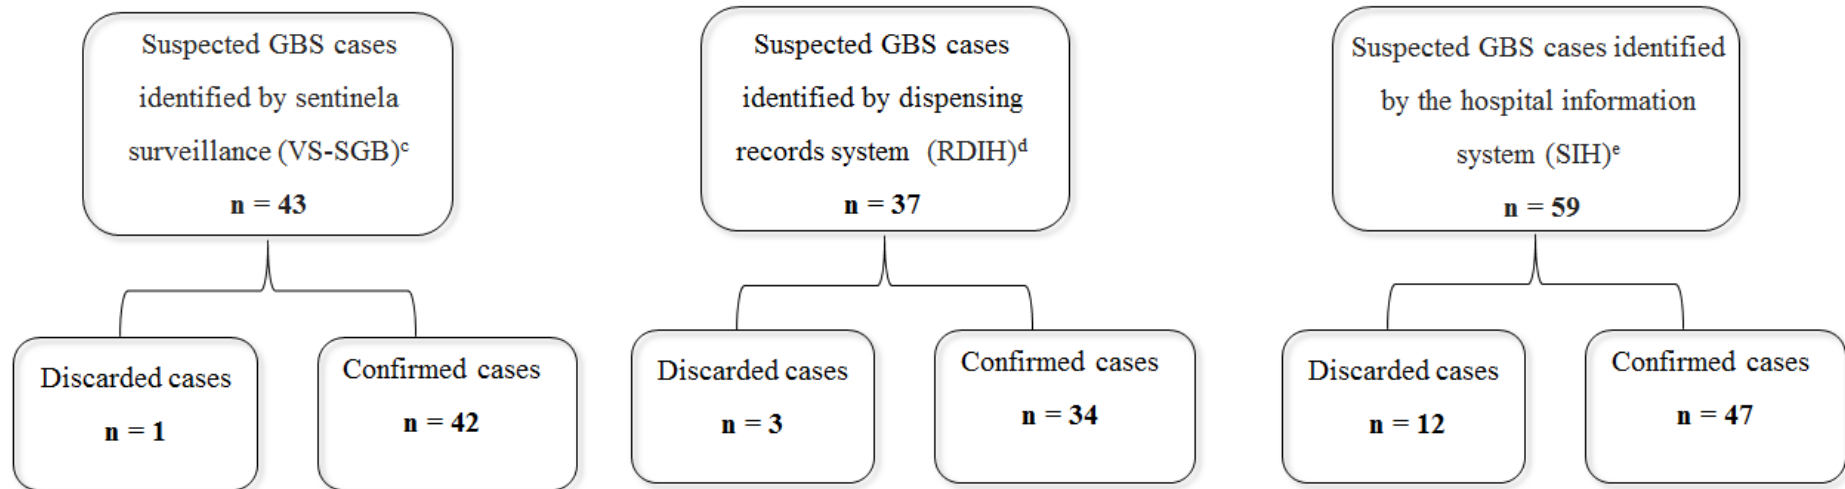 Suspected GBS cases
identified by sentinela
surveillance (VS-SGB)ᶜ
n = 43
Suspected GBS cases
identified by dispensing
records system (RDIH)ᵈ
n = 37
Suspected GBS cases identified
by the hospital information
system (SIH)ᵉ
n = 59
Discarded cases
n = 1
Confirmed cases
n = 42
Discarded cases
n = 3
Confirmed cases
n = 34
Discarded cases
n = 12
Confirmed cases
n = 47